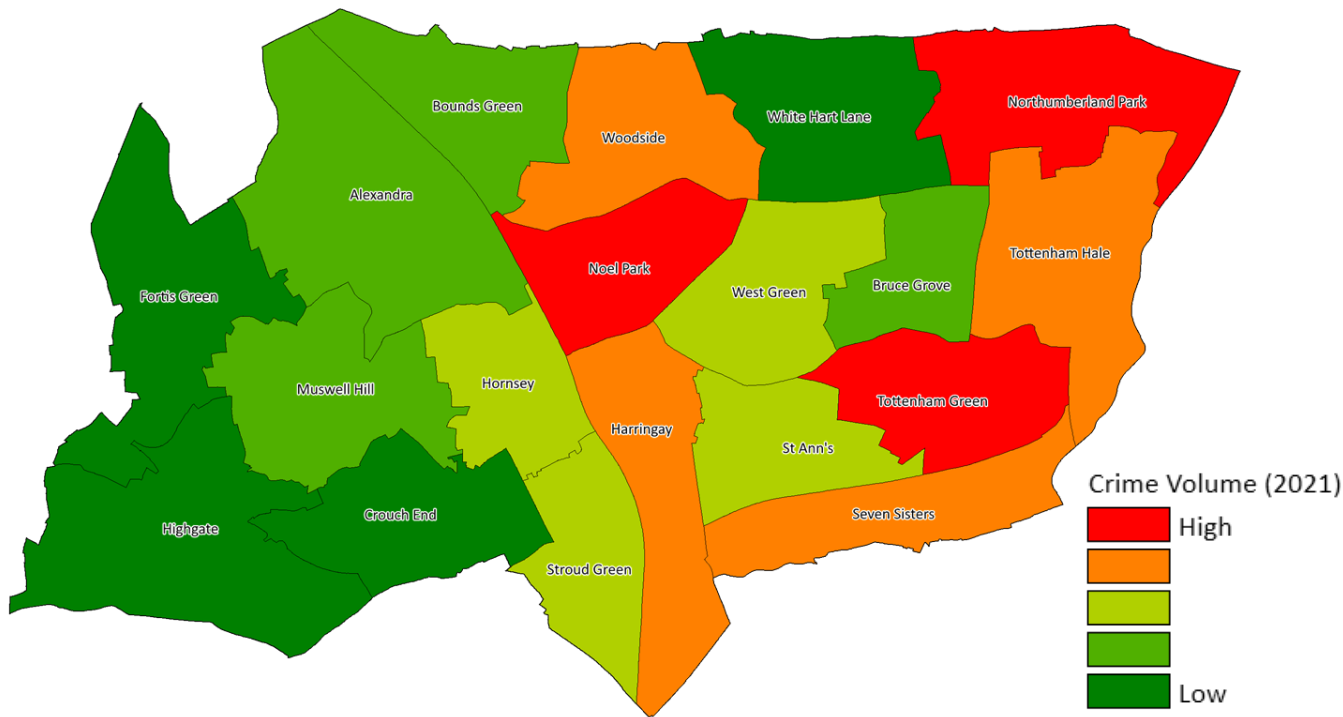 Bounds Green
Northumberland Park
White Hart Lane
Woodside
Alexandra
Tottenham Hale
Noel Park
Bruce Grove
West Green
Fortis Green
Hornsey
Muswell Hill
Tottenham Green
Harringay
St Ann's
Crouch End
Seven Sisters
Highgate
Stroud Green
Crime Volume (2021)
High
Low